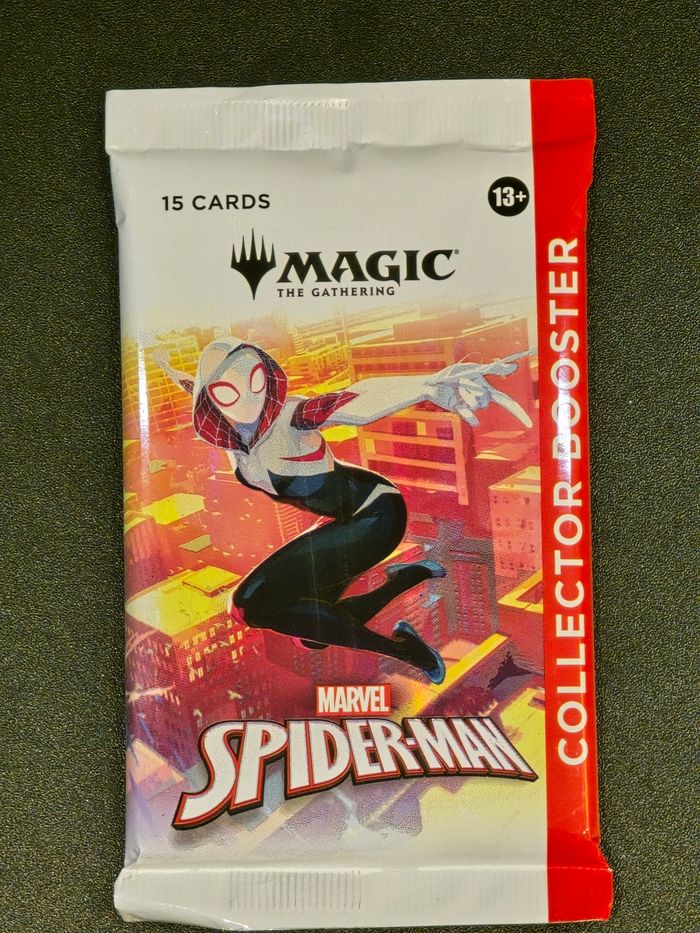 15 CARDS
13+
MAGIC
THE GATHERING
COLLECTOR BOOSTER
MARVEL
SPIDER-MAN